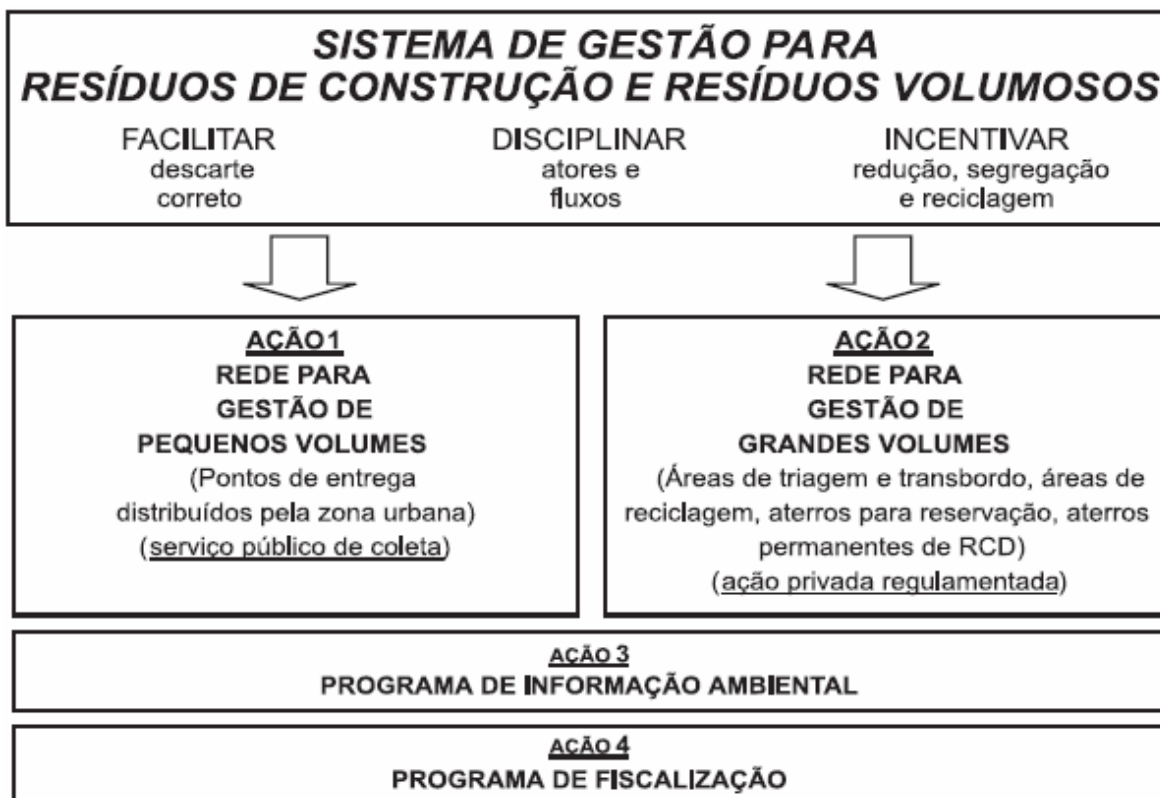 SISTEMA DE GESTÃO PARA
RESÍDUOS DE CONSTRUÇÃO E RESÍDUOS VOLUMOSOS
FACILITAR
descarte
correto
DISCIPLINAR
atores e
fluxos
INCENTIVAR
redução, segregação
e reciclagem
AÇÃO 1
REDE PARA
GESTÃO DE
PEQUENOS VOLUMES
(Pontos de entrega
distribuídos pela zona urbana)
(serviço público de coleta)
AÇÃO 2
REDE PARA
GESTÃO DE
GRANDES VOLUMES
(Áreas de triagem e transbordo, áreas de
reciclagem, aterros para reservação, aterros
permanentes de RCD)
(ação privada regulamentada)
AÇÃO 3
PROGRAMA DE INFORMAÇÃO AMBIENTAL
AÇÃO 4
PROGRAMA DE FISCALIZAÇÃO